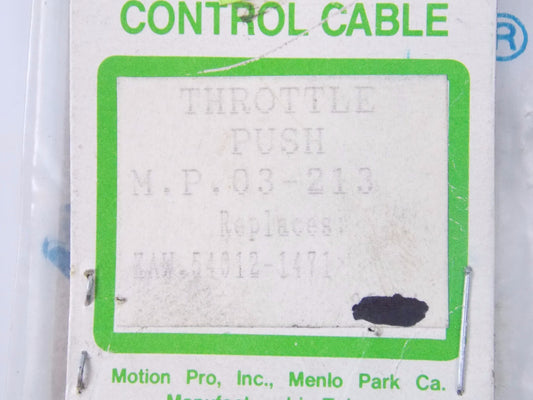 CONTROL CABLE
®
THROTTLE
PUSH
M.P.03-213
Replaces:
KAW.54012-1471
Motion Pro, Inc., Menlo Park Ca.